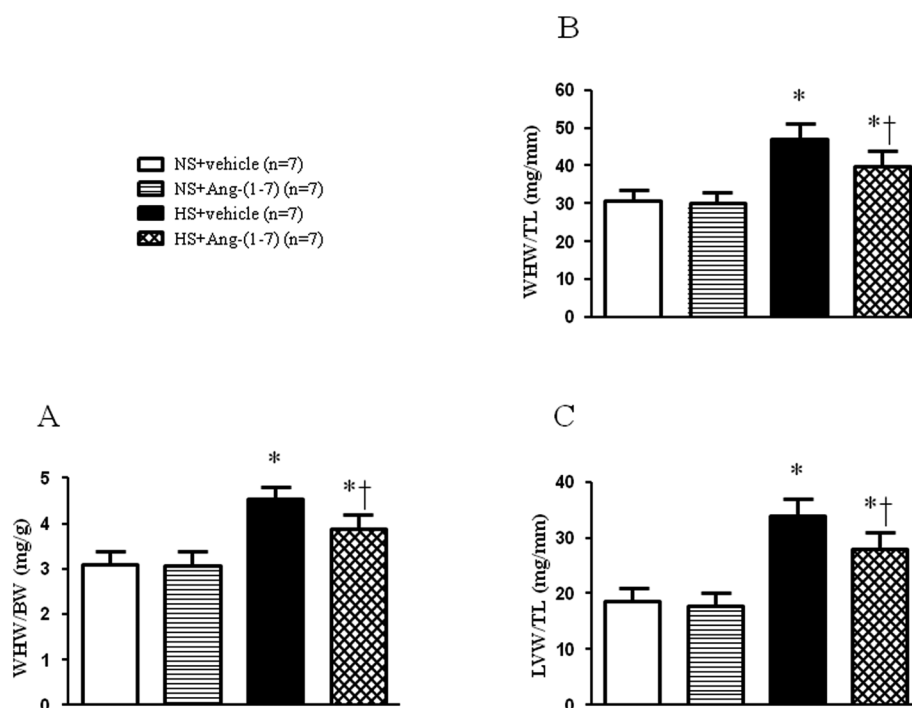 B
NS+vehicle (n=7)
NS+Ang-(1-7) (n=7)
HS+vehicle (n=7)
HS+Ang-(1-7) (n=7)
WHW/TL (mg/mm)
60
50
40
30
20
10
0
*
*†
A
WHW/BW (mg/g)
5
4
3
2
1
0
*
*†
C
LVW/TL (mg/mm)
40
30
20
10
0
*
*†